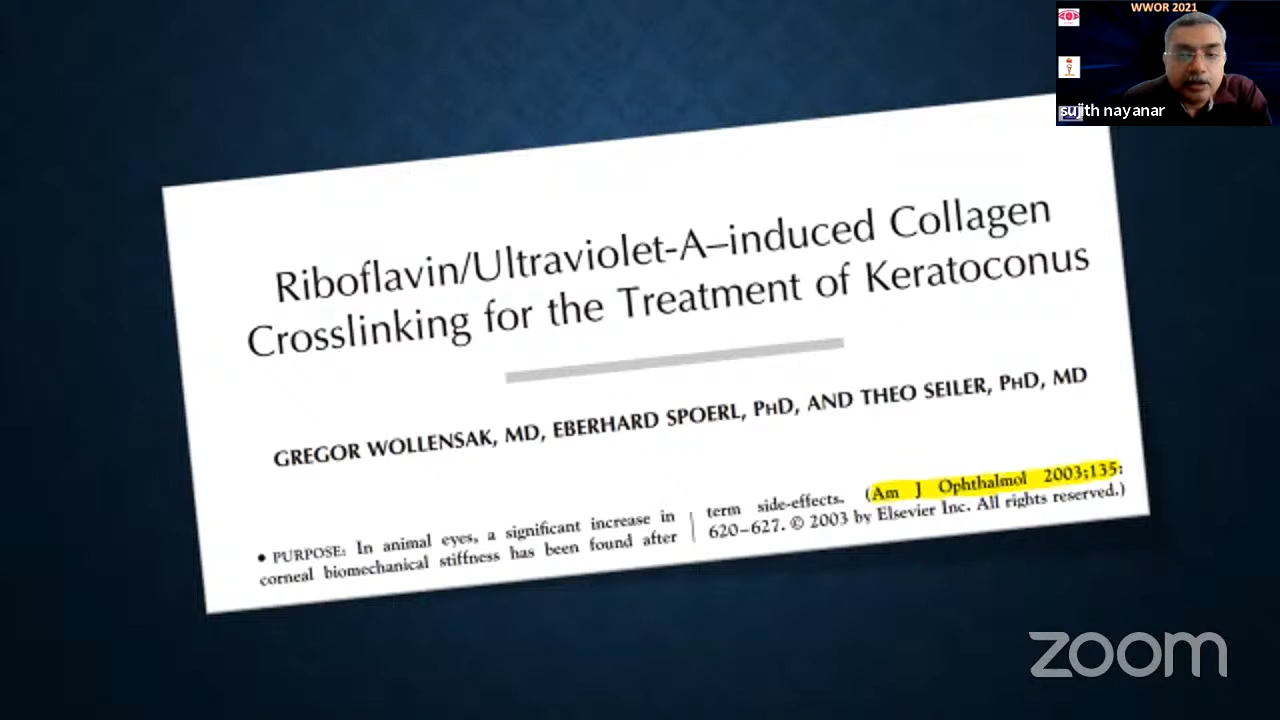 WWOR 2021
sujith nayanar
Riboflavin/Ultraviolet-A–induced Collagen
Crosslinking for the Treatment of Keratoconus
GREGOR WOLLENSAK, MD, EBERHARD SPOERL, PHD, AND THEO SEILER, PHD, MD
• PURPOSE: In animal eyes, a significant increase in
corneal biomechanical stiffness has been found after
term side-effects. (Am J Ophthalmol 2003;135:
620–627. © 2003 by Elsevier Inc. All rights reserved.)
zoom